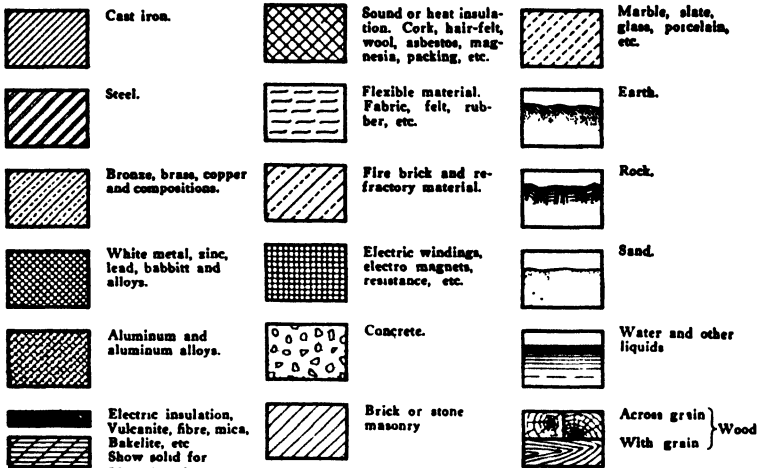 Cast iron.
Steel.
Bronze, brass, copper
and compositions.
White metal, zinc,
lead, babbitt and
alloys.
Aluminum and
aluminum alloys.
Electric insulation,
Vulcanite, fibre, mica,
Bakelite, etc
Show solid for
Sound or heat insula-
tion. Cork, hair-felt,
wool, asbestos, mag-
nesia, packing, etc.
Flexible material.
Fabric, felt, rub-
ber, etc.
Fire brick and re-
fractory material.
Electric windings,
electro magnets,
resistance, etc.
Concrete.
Brick or stone
masonry
Marble, slate,
glass, porcelain,
etc.
Earth.
Rock.
Sand.
Water and other
liquids
Across grain
With grain
Wood